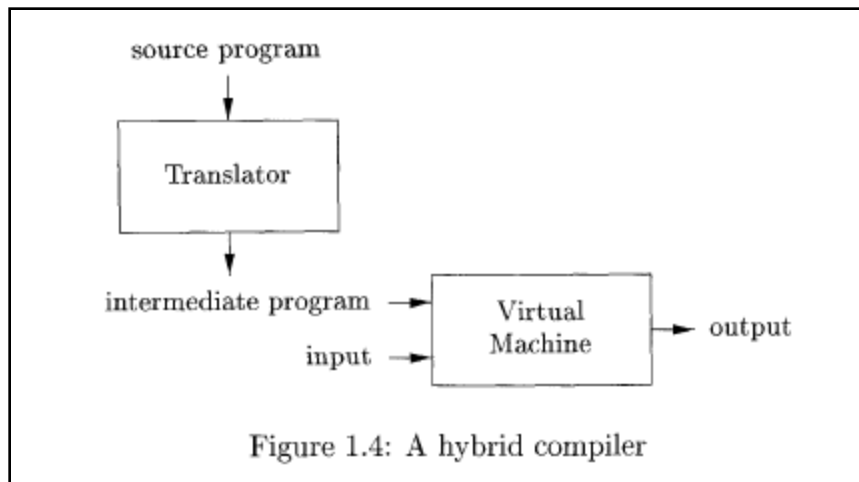 source program
Translator
intermediate program
input
Virtual
Machine
output
Figure 1.4: A hybrid compiler